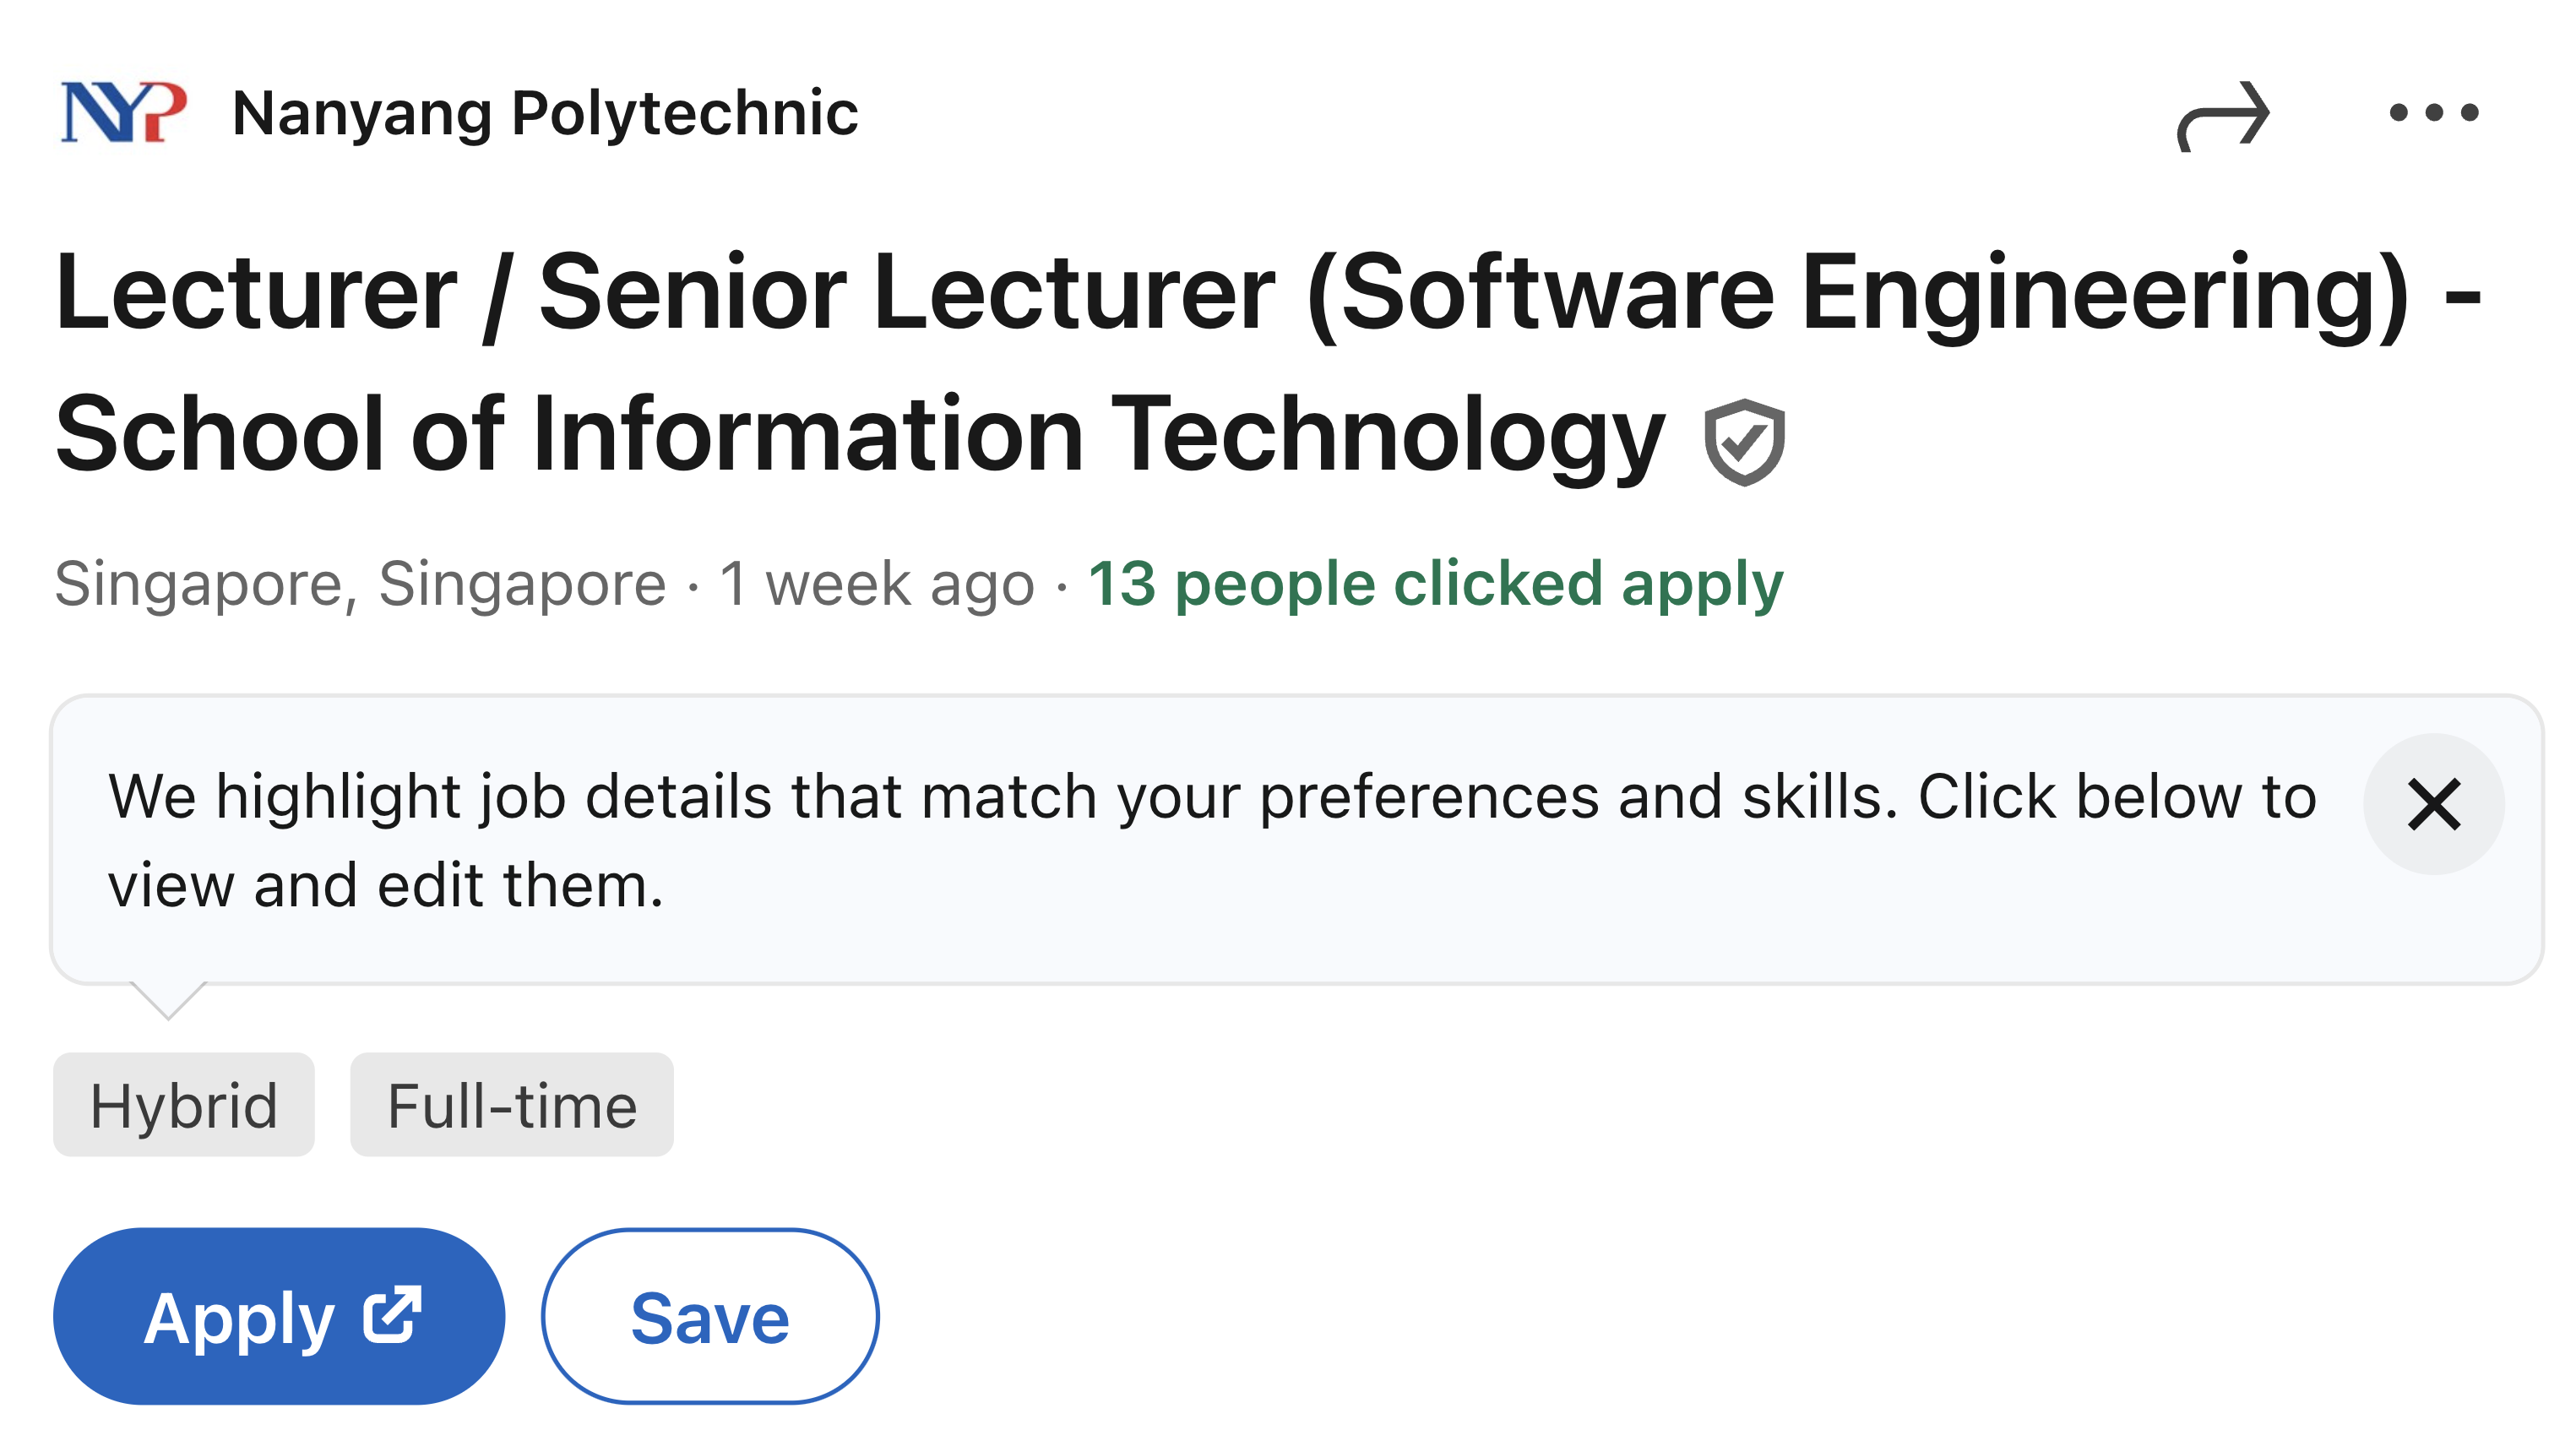 NYP Nanyang Polytechnic
Lecturer / Senior Lecturer (Software Engineering) -
School of Information Technology
Singapore, Singapore · 1 week ago · 13 people clicked apply
We highlight job details that match your preferences and skills. Click below to
view and edit them.
Hybrid Full-time
Apply Save